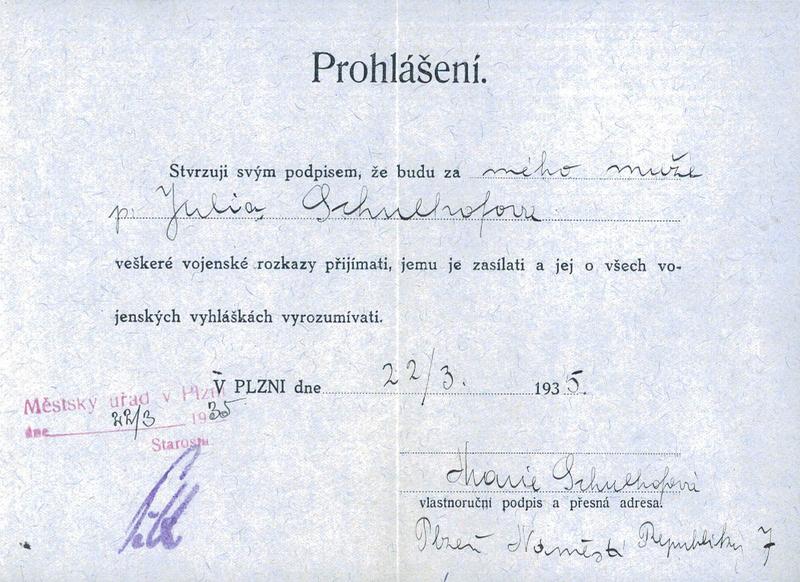 Prohlášení.
Stvrzuji svým podpisem, že budu za mého muže
p. Julia Schulhofova
veškeré vojenské rozkazy přijímati, jemu je zasílati a jej o všech vo-
jenských vyhláškách vyrozumívati.
V PLZNI dne 22/3. 1935.
Městský úřad v Plzni
dne 22/3 1935
Starosta
Marie Schulhofová
vlastnoruční podpis a přesná adresa.
Plzeň Náměstí Republiky 7